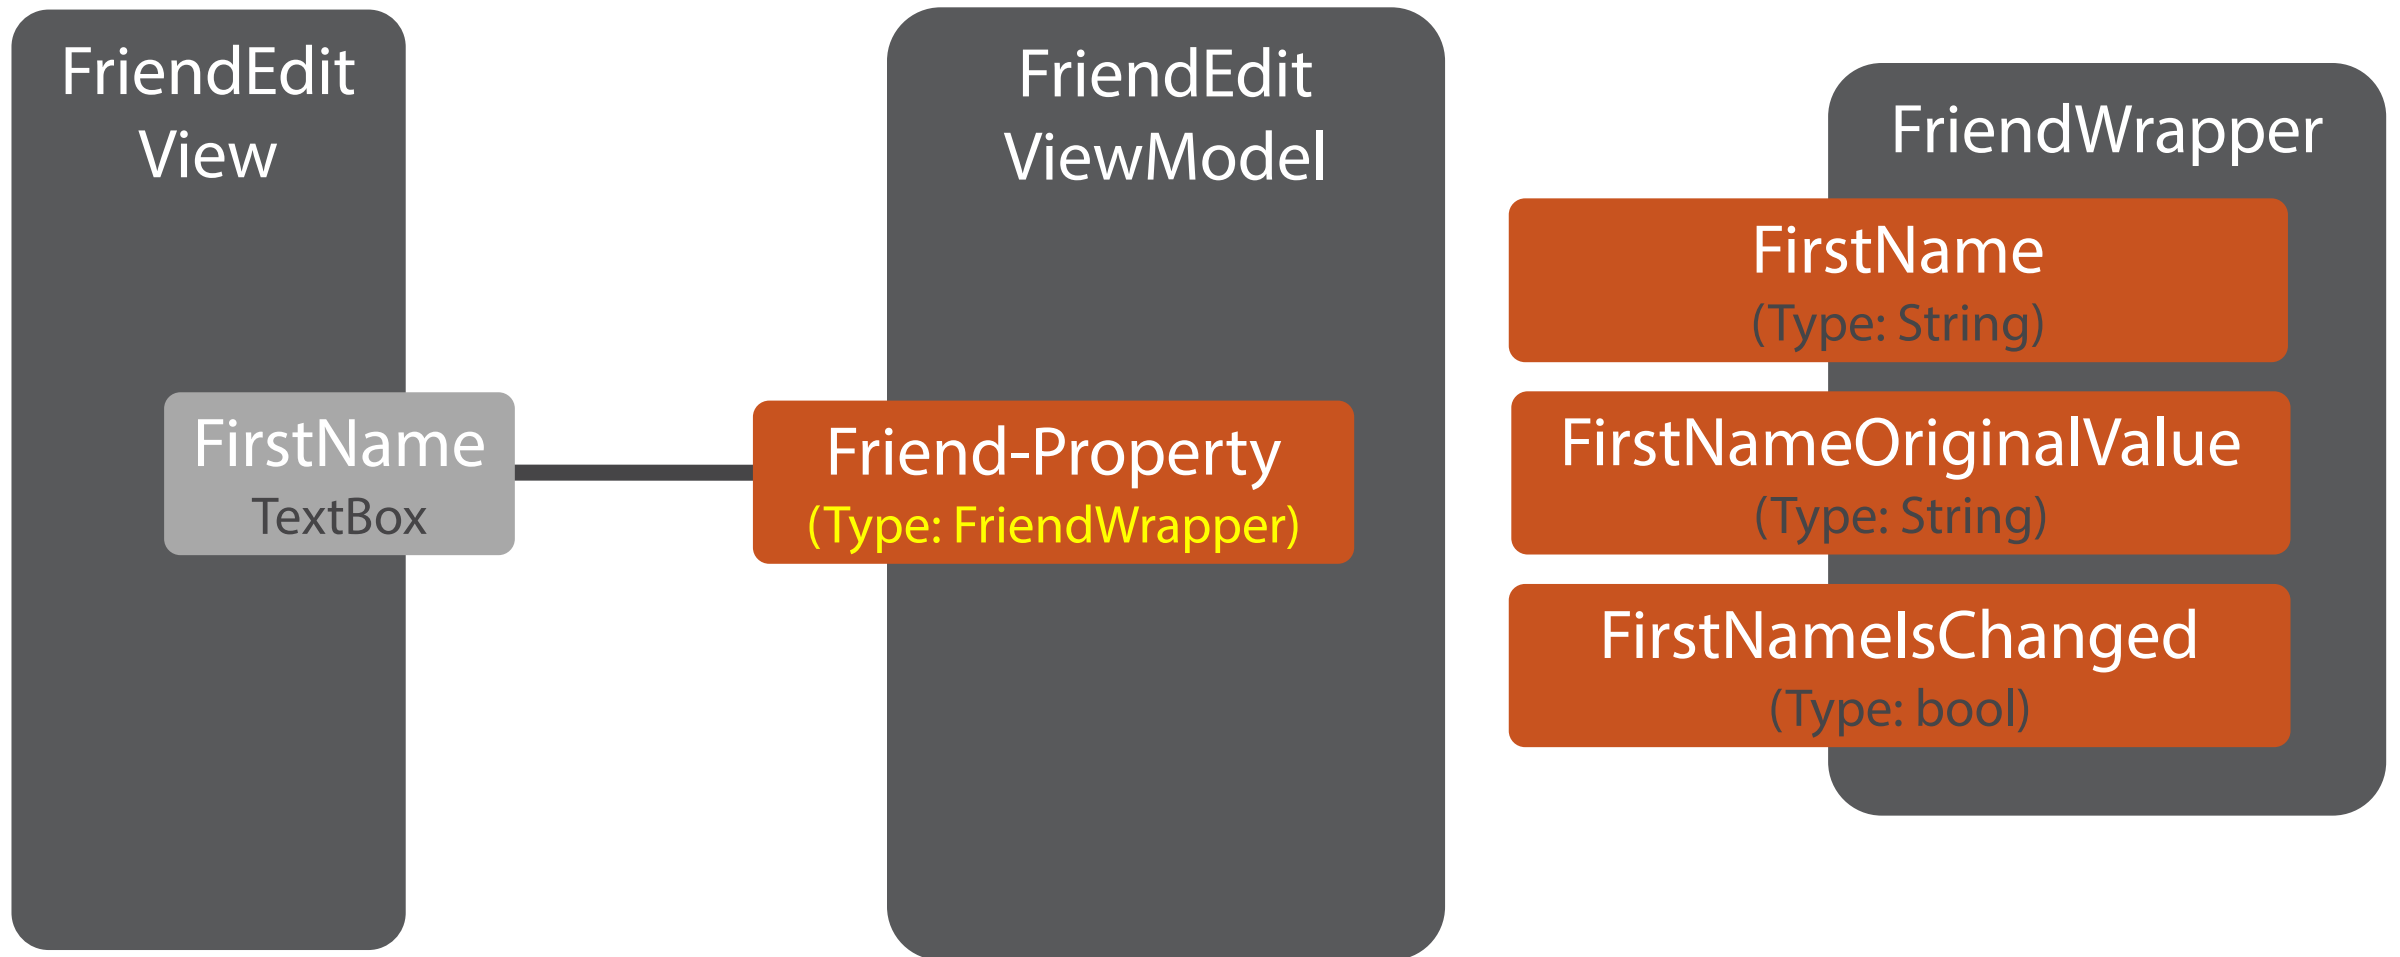 FriendEdit
View
FirstName
TextBox
FriendEdit
ViewModel
Friend-Property
(Type: FriendWrapper)
FriendWrapper
FirstName
(Type: String)
FirstNameOriginalValue
(Type: String)
FirstNameIsChanged
(Type: bool)